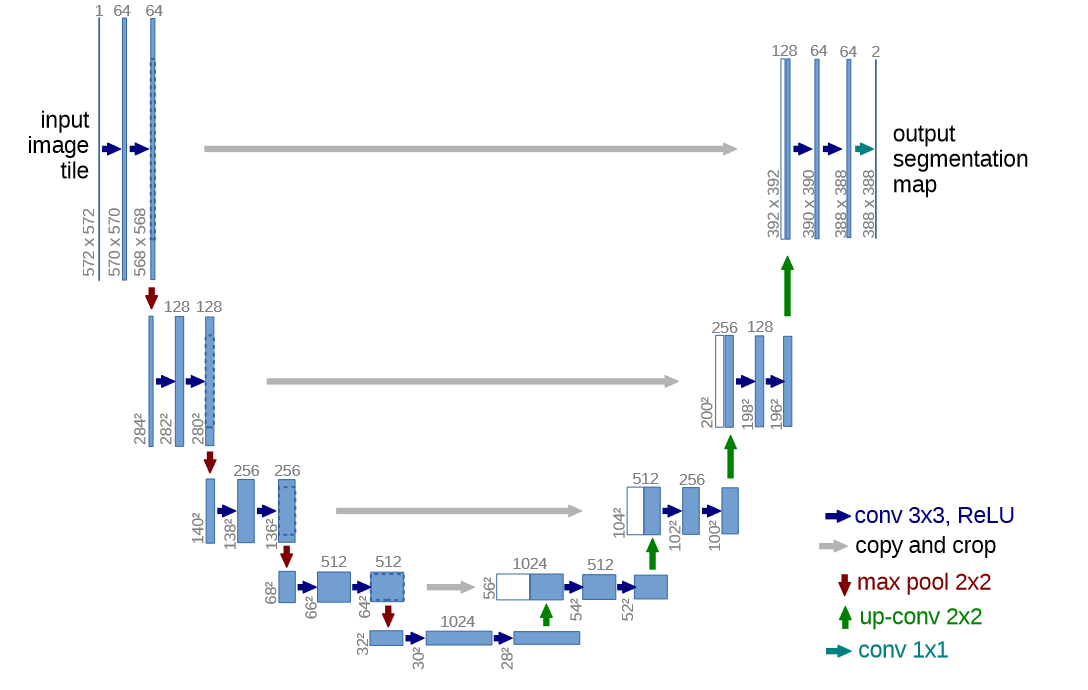 1 64 64
input
image
tile
572 x 572
570 x 570
568 x 568
128 64 64 2
output
segmentation
map
392 x 392
390 x 390
388 x 388
388 x 388
128 128
284²
282²
280²
256 128
200²
198²
196²
256 256
140²
138²
136²
512 256
104²
102²
100²
512 512
68²
66²
64²
1024 512
56²
54²
52²
1024
32²
30²
28²
conv 3x3, ReLU
copy and crop
max pool 2x2
up-conv 2x2
conv 1x1